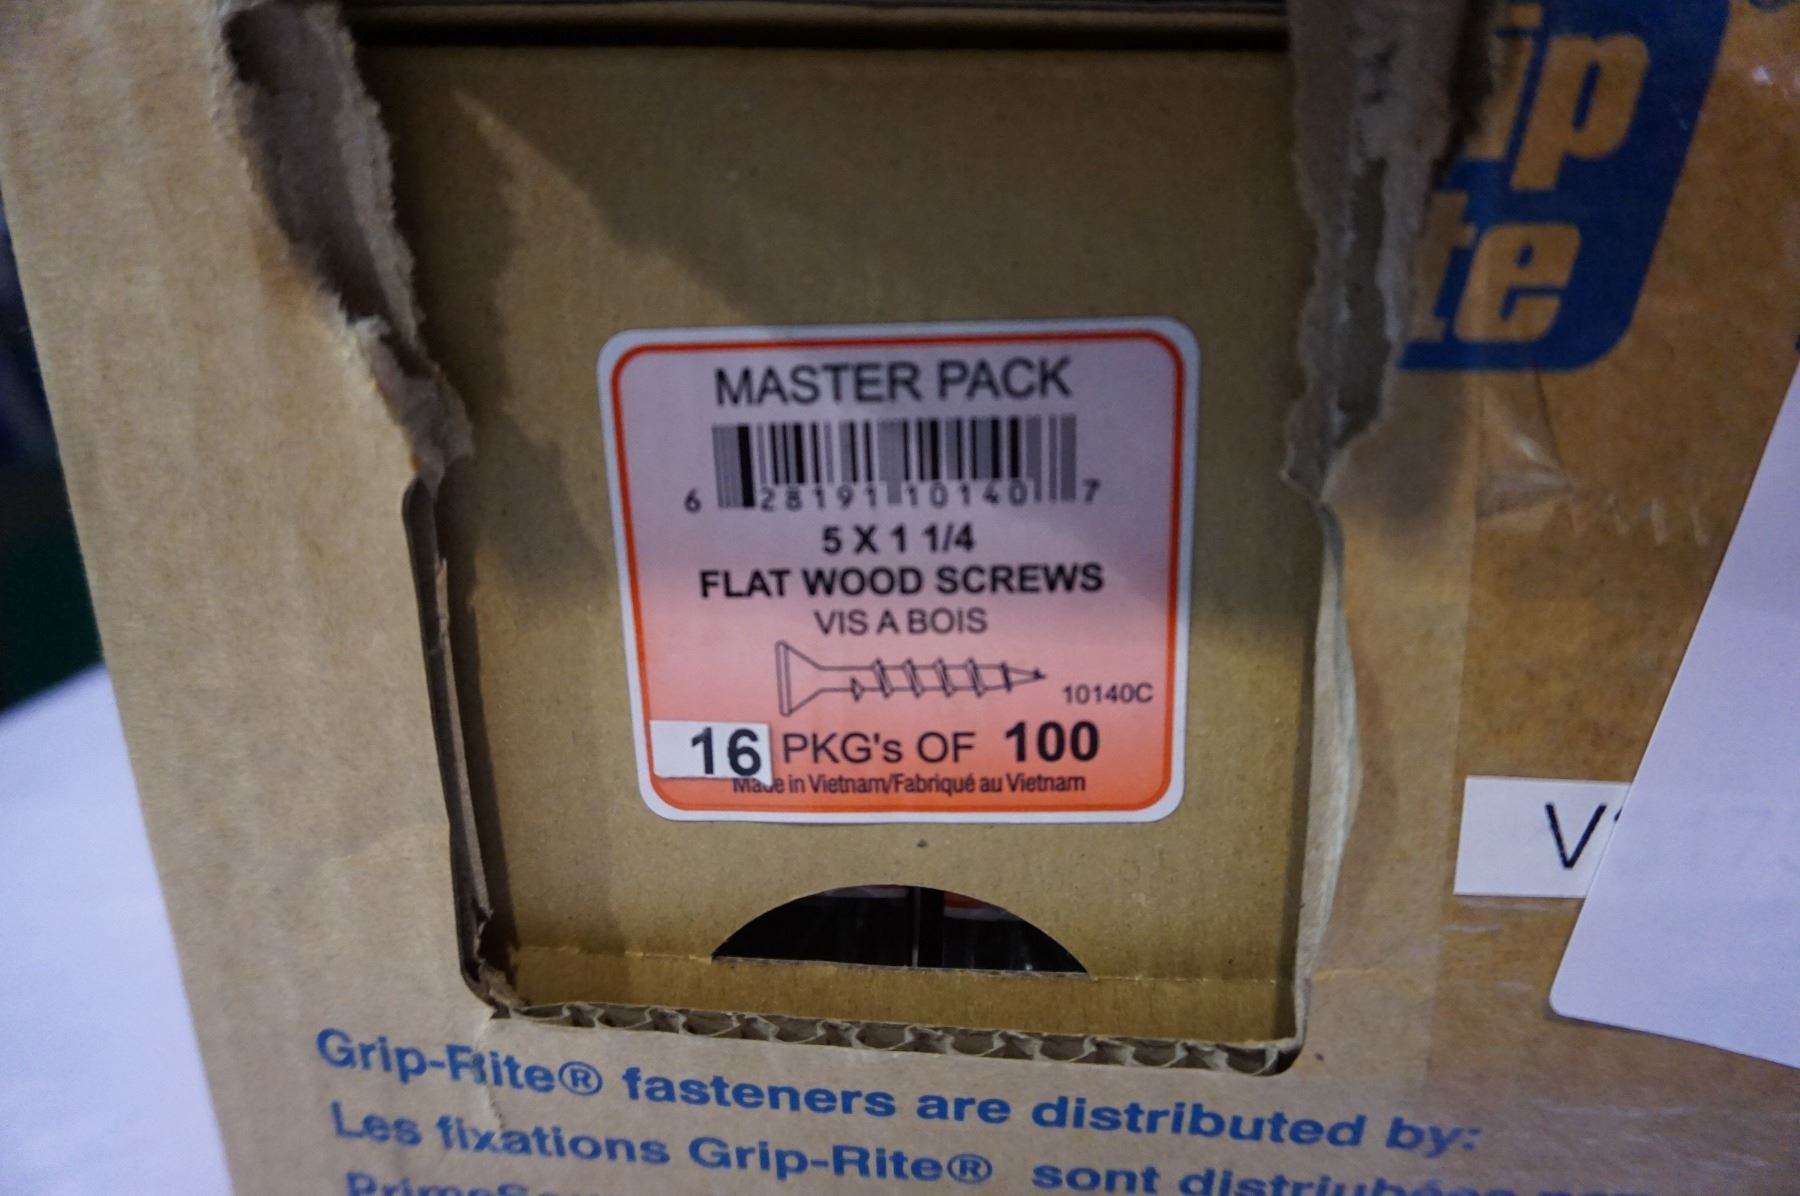 ip
ite
®
MASTER PACK
6 28191 10140 7
5 X 1 1/4
FLAT WOOD SCREWS
VIS A BOIS
10140C
16 PKG's OF 100
Made in Vietnam/Fabriqué au Vietnam
V
Grip-Rite® fasteners are distributed by:
Les fixations Grip-Rite® sont distribuées